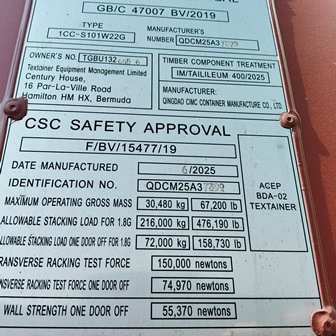 GB/C 47007 BV/2019
TYPE
1CC-S101W22G
MANUFACTURER'S
NUMBER QDCM25A3
OWNER'S NO. TGBU132
Textainer Equipment Management Limited
Century House,
16 Par-La-Ville Road
Hamilton HM HX, Bermuda
TIMBER COMPONENT TREATMENT
IM/TAILILEUM 400/2025
MANUFACTURER:
QINGDAO CIMC CONTAINER MANUFACTURE CO., LTD.
CSC SAFETY APPROVAL
F/BV/15477/19
DATE MANUFACTURED 6/2025
IDENTIFICATION NO. QDCM25A3
MAXIMUM OPERATING GROSS MASS 30,480 kg 67,200 lb
ALLOWABLE STACKING LOAD FOR 1.8G 216,000 kg 476,190 lb
ALLOWABLE STACKING LOAD ONE DOOR OFF FOR 1.8G 72,000 kg 158,730 lb
TRANSVERSE RACKING TEST FORCE 150,000 newtons
TRANSVERSE RACKING FORCE ONE DOOR OFF 74,970 newtons
WALL STRENGTH ONE DOOR OFF 55,370 newtons
ACEP
BDA-02
TEXTAINER